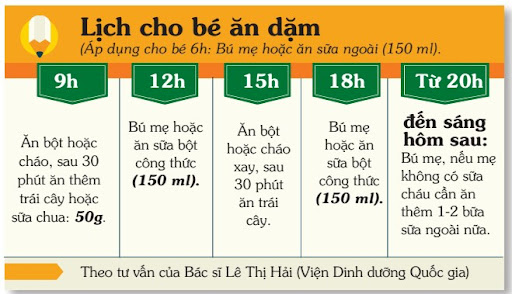 Lịch cho bé ăn dặm
(Áp dụng cho bé 6h: Bú mẹ hoặc ăn sữa ngoài (150 ml).
9h
Ăn bột hoặc
cháo, sau 30
phút ăn thêm
trái cây hoặc
sữa chua: 50g.
12h
Bú mẹ hoặc
ăn sữa bột
công thức
(150 ml).
15h
Ăn bột
hoặc cháo
xay, sau
30 phút
ăn trái
cây.
18h
Bú mẹ
hoặc ăn
sữa bột
công thức
(150 ml).
Từ 20h
đến sáng
hôm sau:
Bú mẹ, nếu mẹ
không có sữa
cháu cần ăn
thêm 1-2 bữa
sữa ngoài nữa.
Theo tư vấn của Bác sĩ Lê Thị Hải (Viện Dinh dưỡng Quốc gia)